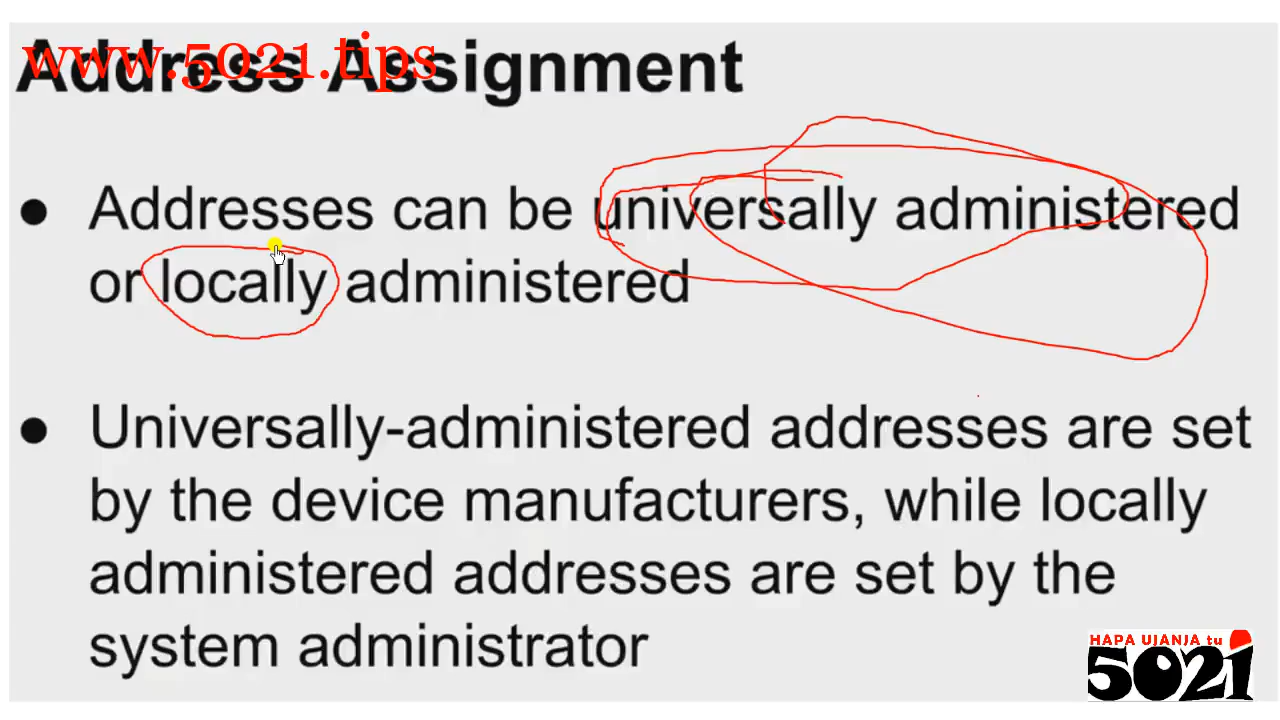 www.5021.tips
Address Assignment
● Addresses can be universally administered
or locally administered
● Universally-administered addresses are set
by the device manufacturers, while locally
administered addresses are set by the
system administrator
HAPA UJANJA tu
5021